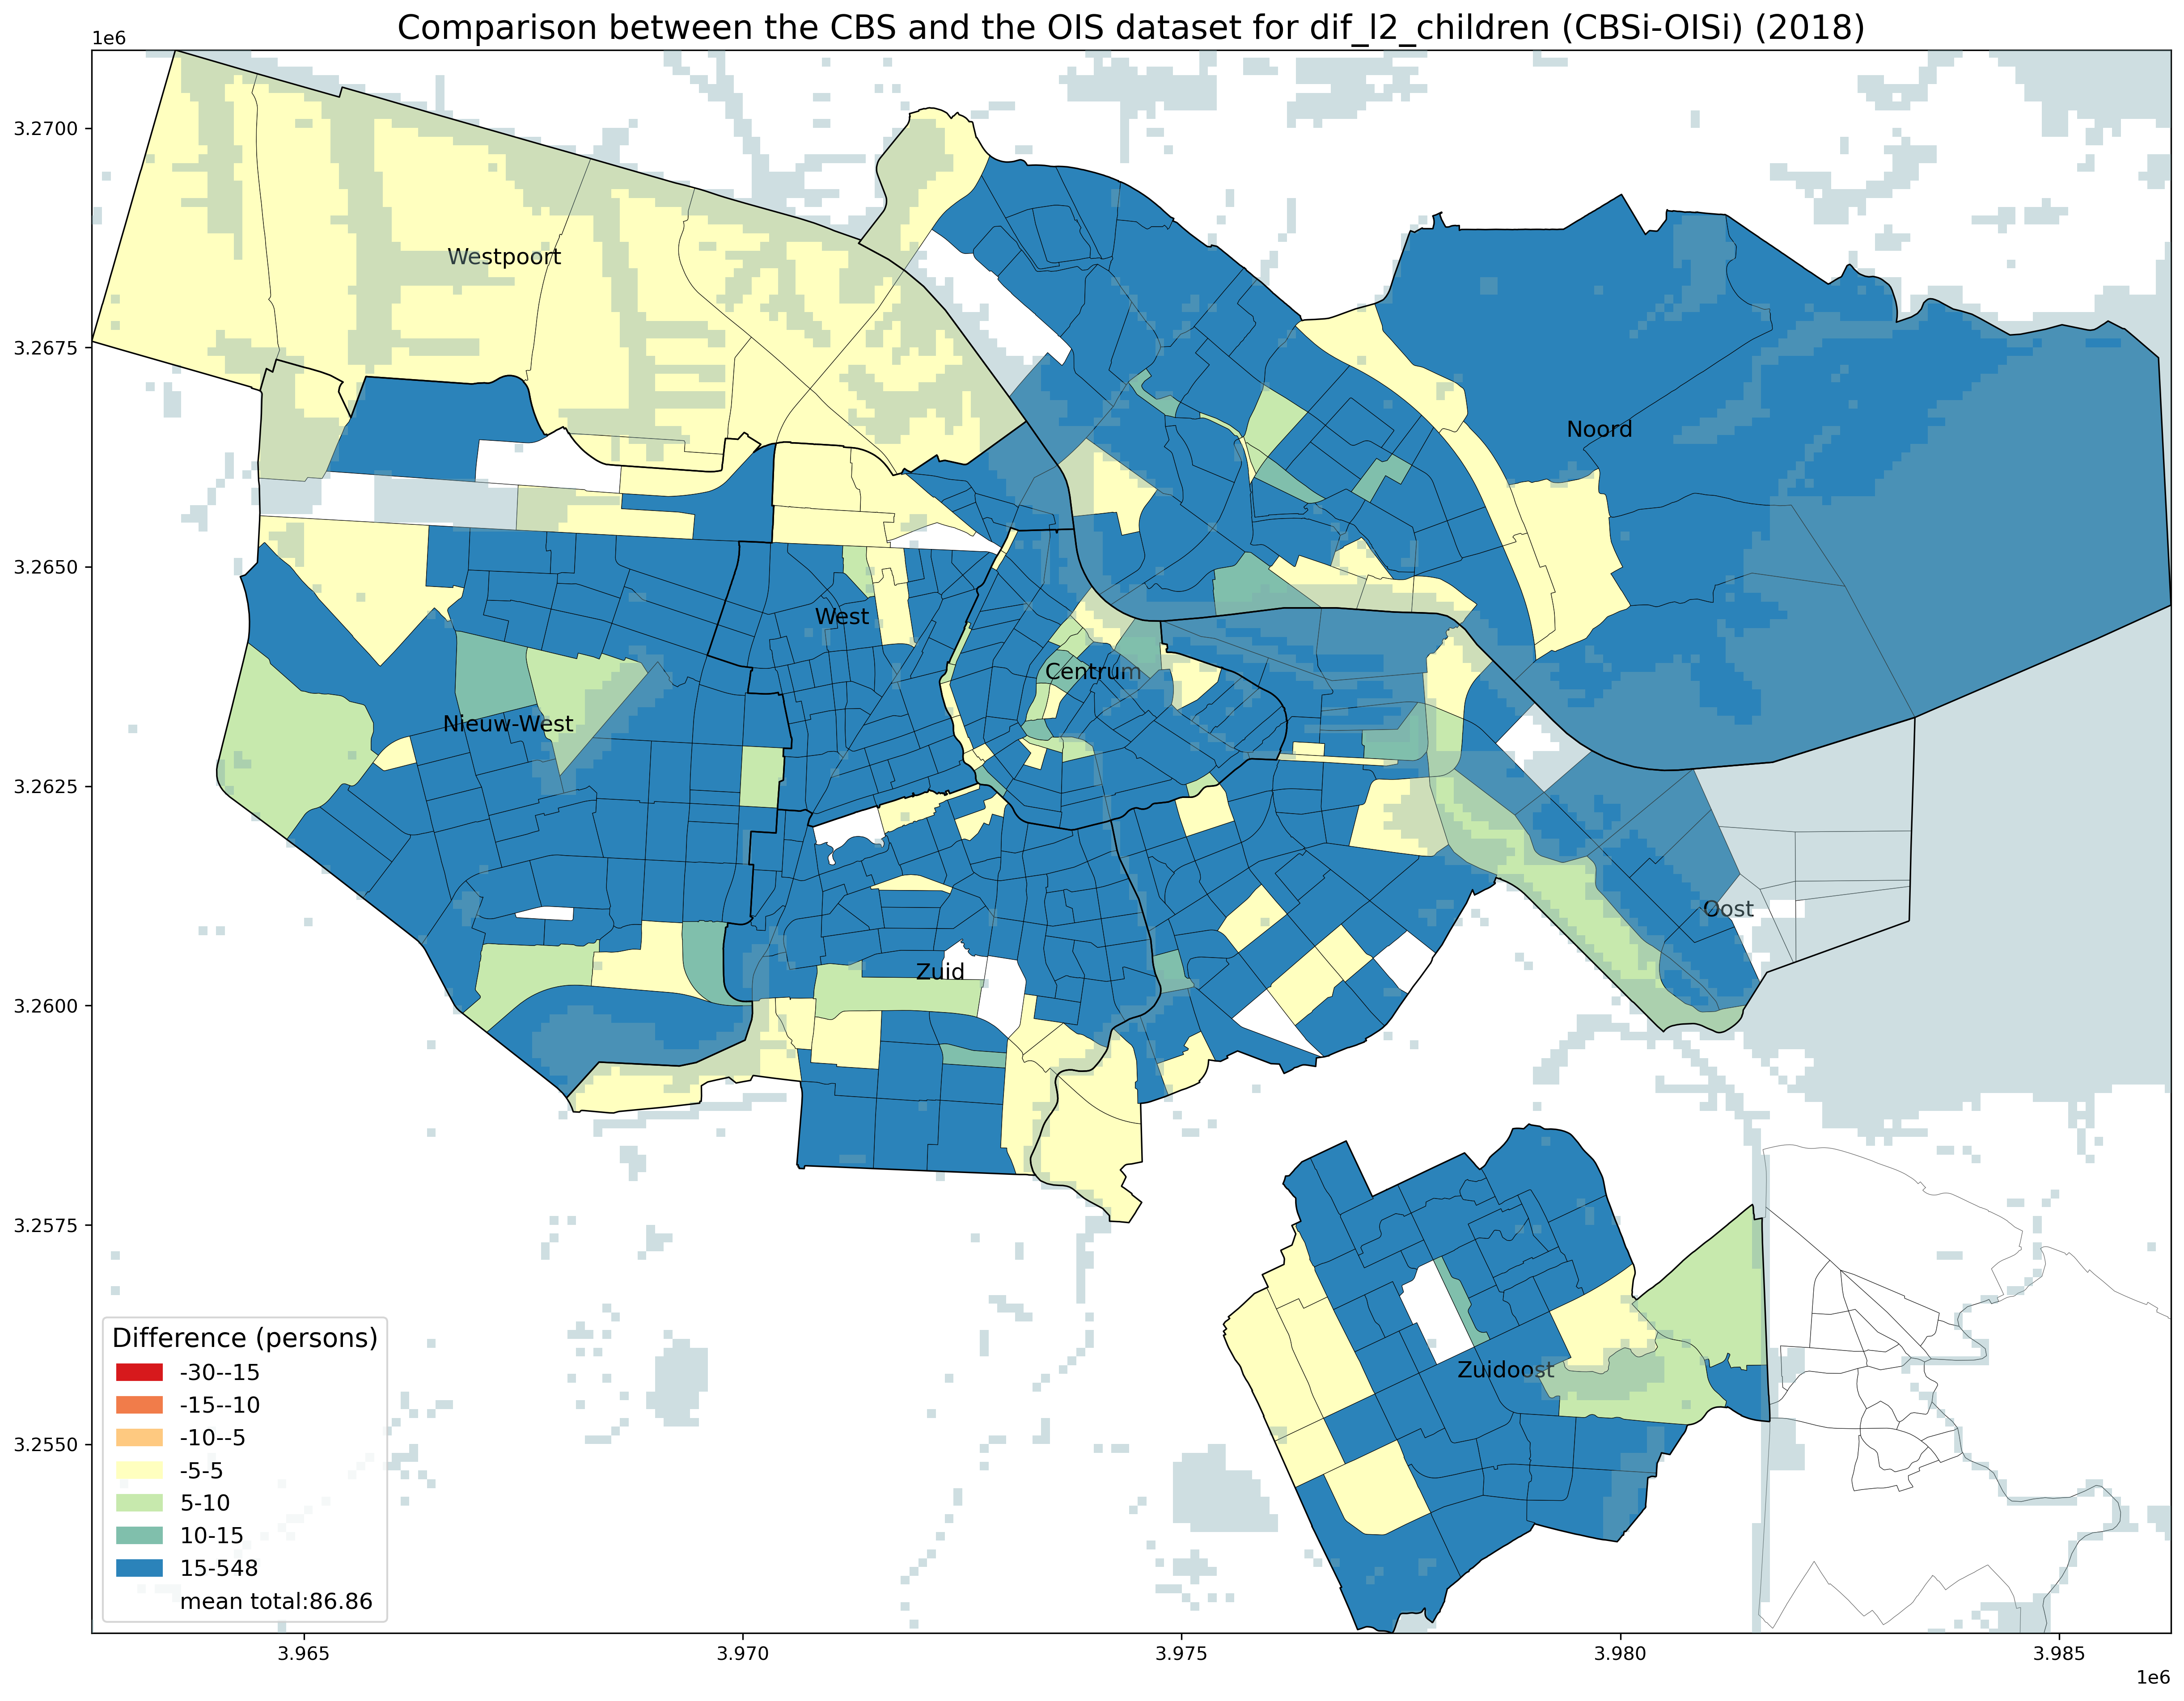 Comparison between the CBS and the OIS dataset for dif_l2_children (CBSi-OISi) (2018)
1e6
3.2700
3.2675
3.2650
3.2625
3.2600
3.2575
3.2550
Westpoort
Noord
West
Centrum
Nieuw-West
Oost
Zuid
Zuidoost
Difference (persons)
-30--15
-15--10
-10--5
-5-5
5-10
10-15
15-548
mean total:86.86
3.965
3.970
3.975
3.980
3.985
1e6